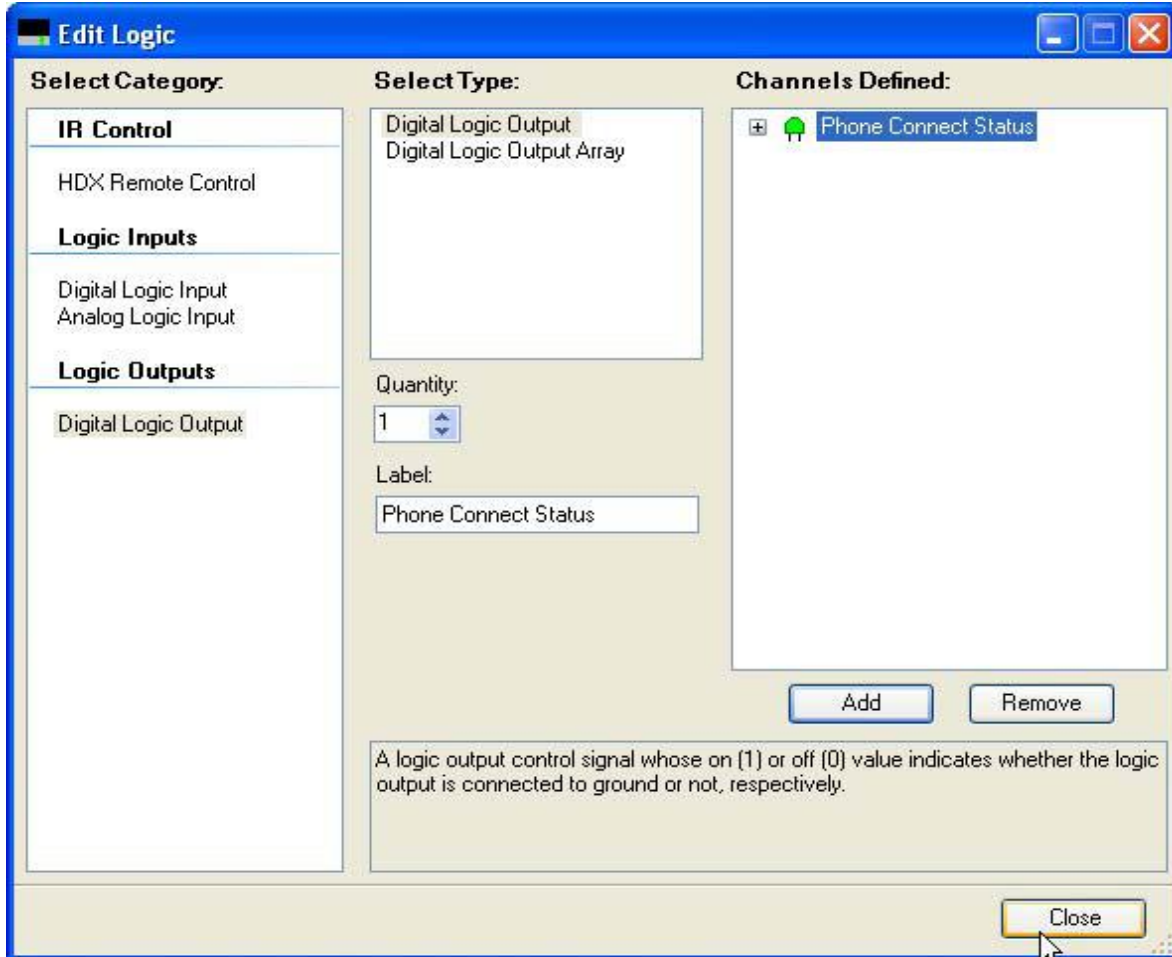 Edit Logic
Select Category:
IR Control
HDX Remote Control
Logic Inputs
Digital Logic Input
Analog Logic Input
Logic Outputs
Digital Logic Output
Select Type:
Digital Logic Output
Digital Logic Output Array
Quantity:
1
Label:
Phone Connect Status
Channels Defined:
Phone Connect Status
Add
Remove
A logic output control signal whose on (1) or off (0) value indicates whether the logic
output is connected to ground or not, respectively.
Close